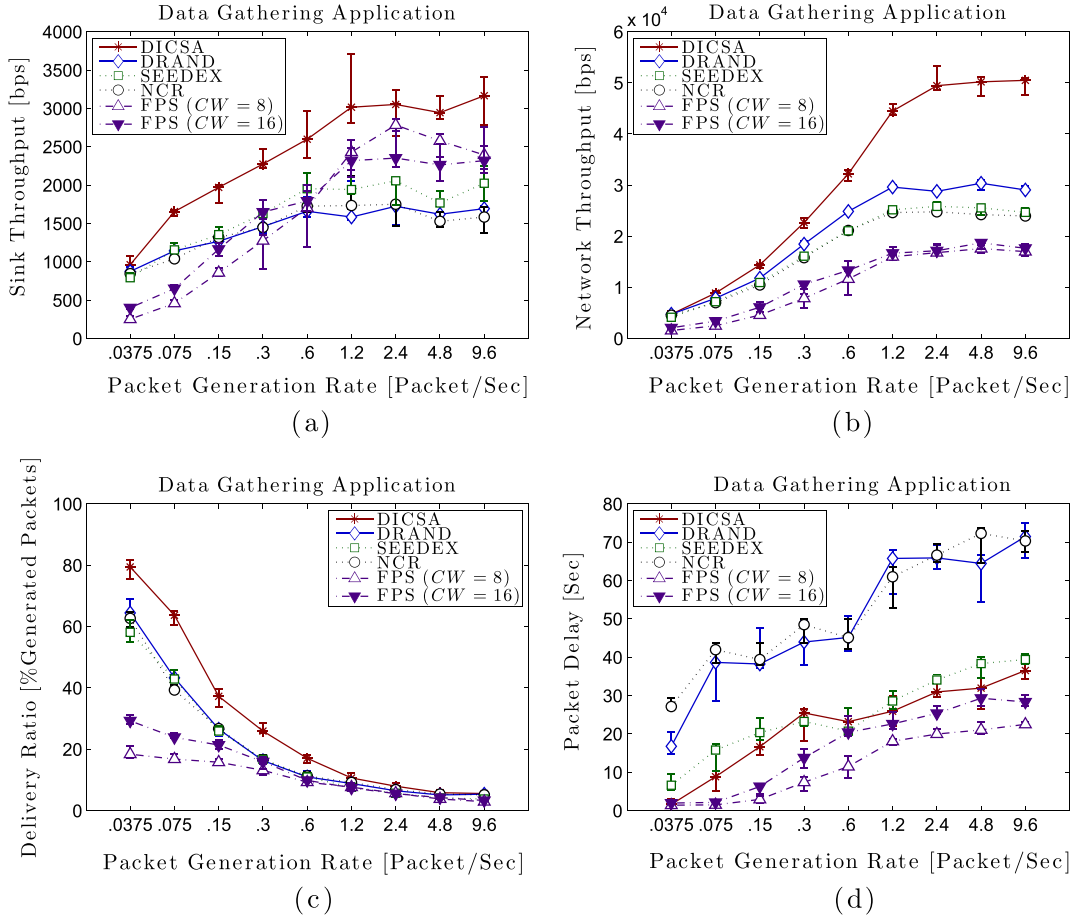 Data Gathering Application
4000
3500
3000
2500
2000
1500
1000
500
0
Sink Throughput [bps]
DICSA
DRAND
SEEDEX
NCR
FPS (CW = 8)
FPS (CW = 16)
.0375 .075 .15 .3 .6 1.2 2.4 4.8 9.6
Packet Generation Rate [Packet/Sec]
(a)
Data Gathering Application
x 10⁴
6
5
4
3
2
1
0
Network Throughput [bps]
DICSA
DRAND
SEEDEX
NCR
FPS (CW = 8)
FPS (CW = 16)
.0375 .075 .15 .3 .6 1.2 2.4 4.8 9.6
Packet Generation Rate [Packet/Sec]
(b)
Data Gathering Application
100
80
60
40
20
0
Delivery Ratio [%Generated Packets]
DICSA
DRAND
SEEDEX
NCR
FPS (CW = 8)
FPS (CW = 16)
.0375 .075 .15 .3 .6 1.2 2.4 4.8 9.6
Packet Generation Rate [Packet/Sec]
(c)
Data Gathering Application
80
70
60
50
40
30
20
10
0
Packet Delay [Sec]
DICSA
DRAND
SEEDEX
NCR
FPS (CW = 8)
FPS (CW = 16)
.0375 .075 .15 .3 .6 1.2 2.4 4.8 9.6
Packet Generation Rate [Packet/Sec]
(d)